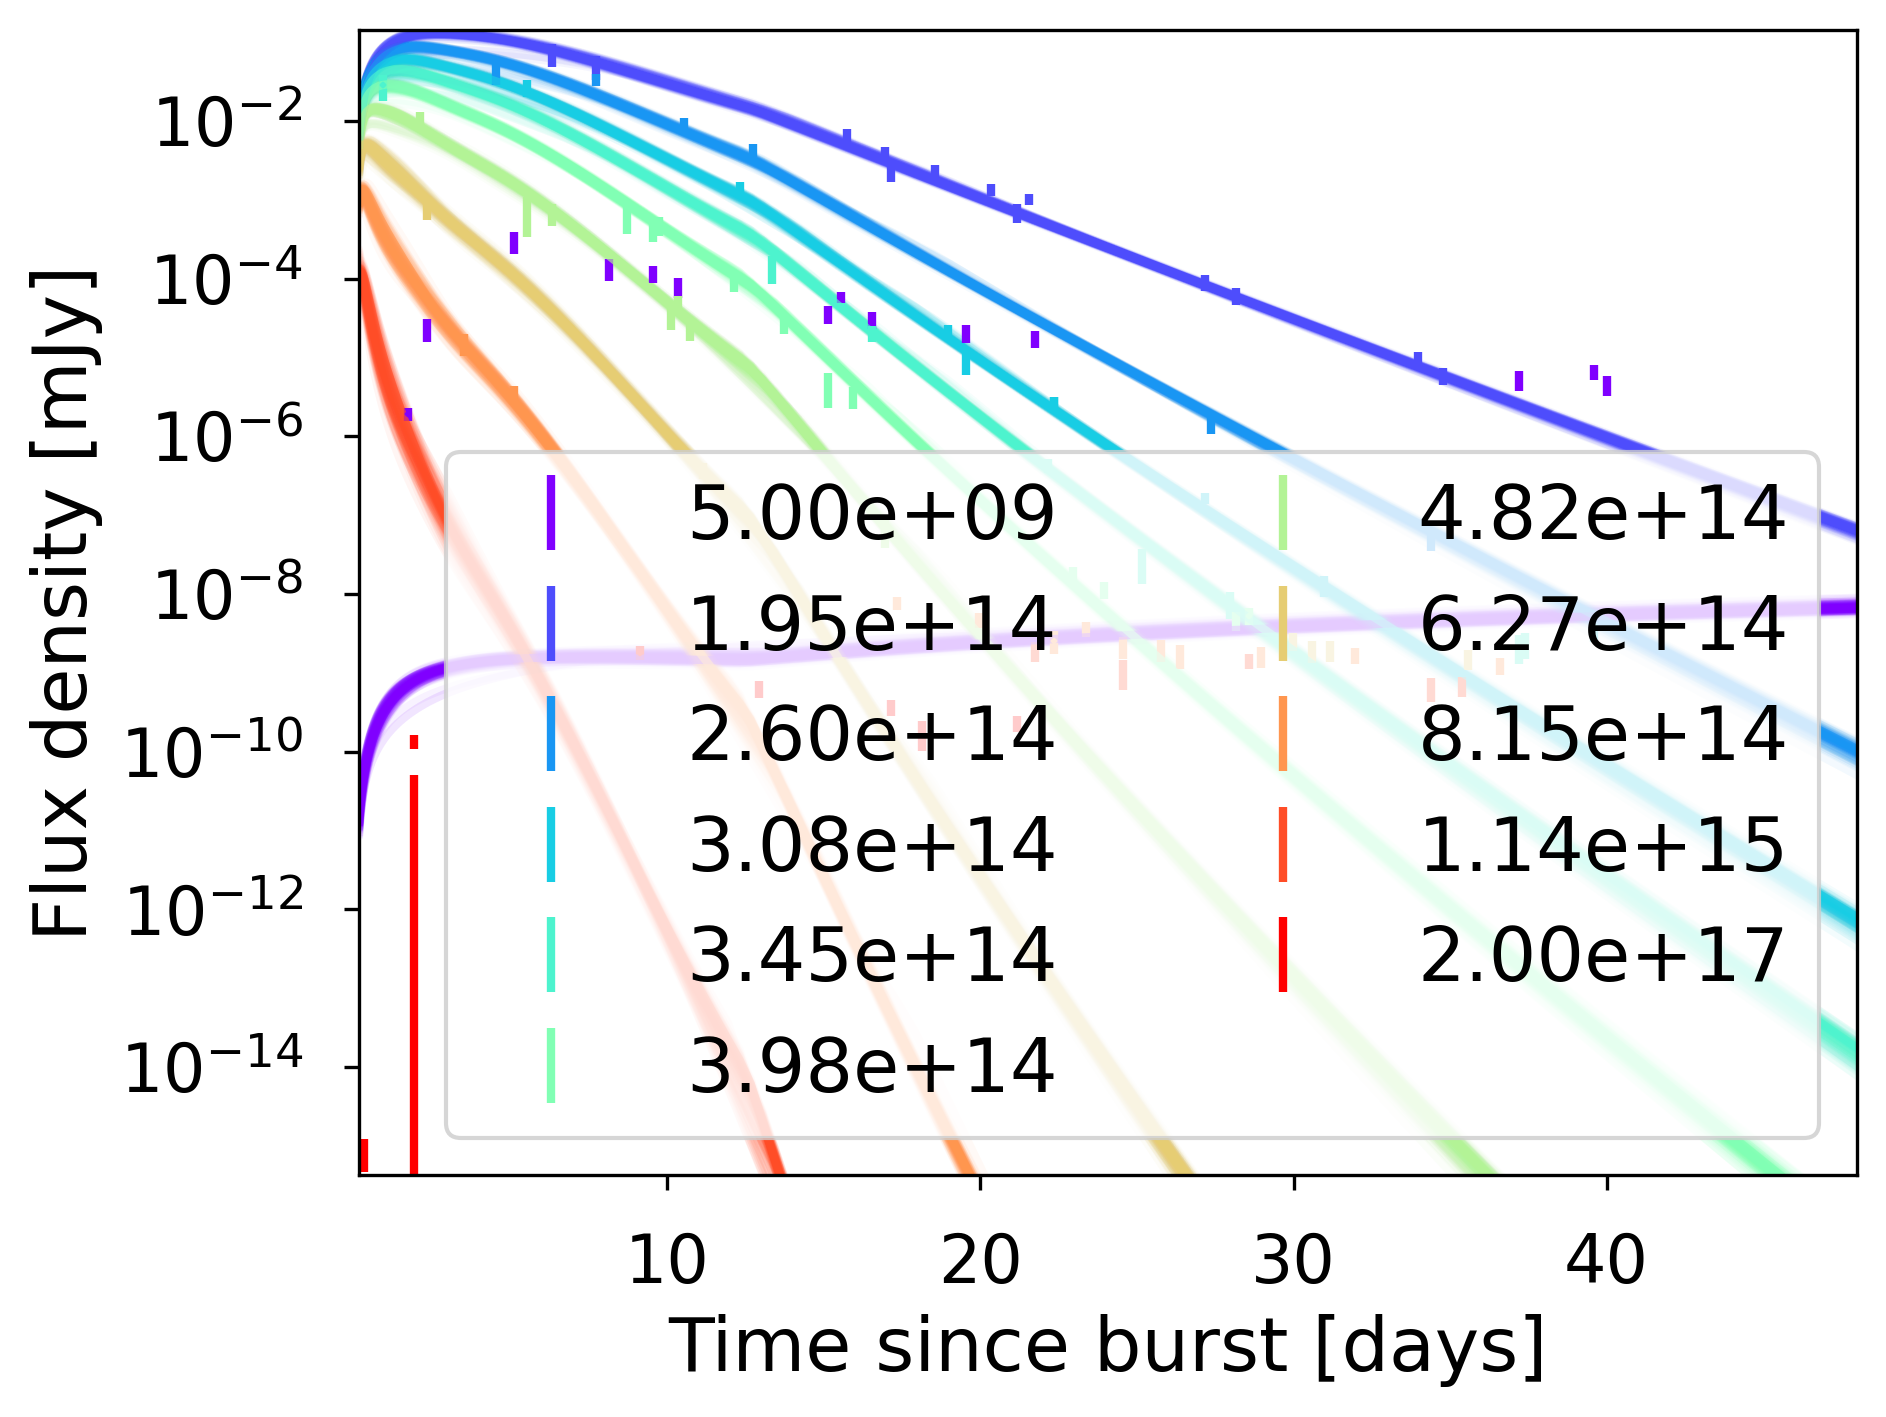 Flux density [mJy]
10⁻²
10⁻⁴
10⁻⁶
10⁻⁸
10⁻¹⁰
10⁻¹²
10⁻¹⁴
5.00e+09
1.95e+14
2.60e+14
3.08e+14
3.45e+14
3.98e+14
4.82e+14
6.27e+14
8.15e+14
1.14e+15
2.00e+17
10 20 30 40
Time since burst [days]